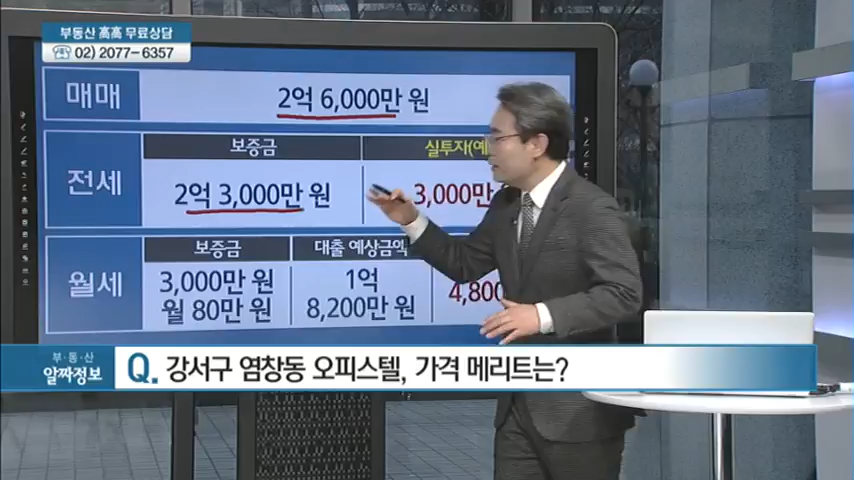 부동산 高高 무료상담
☎ 02) 2077-6357
매매
2억 6,000만 원
보증금
실투자(예
전세
2억 3,000만 원
3,000만
보증금
대출 예상금액
월세
3,000만 원
월 80만 원
1억
8,200만 원
4,800
부·동·산
알짜정보
Q. 강서구 염창동 오피스텔, 가격 메리트는?